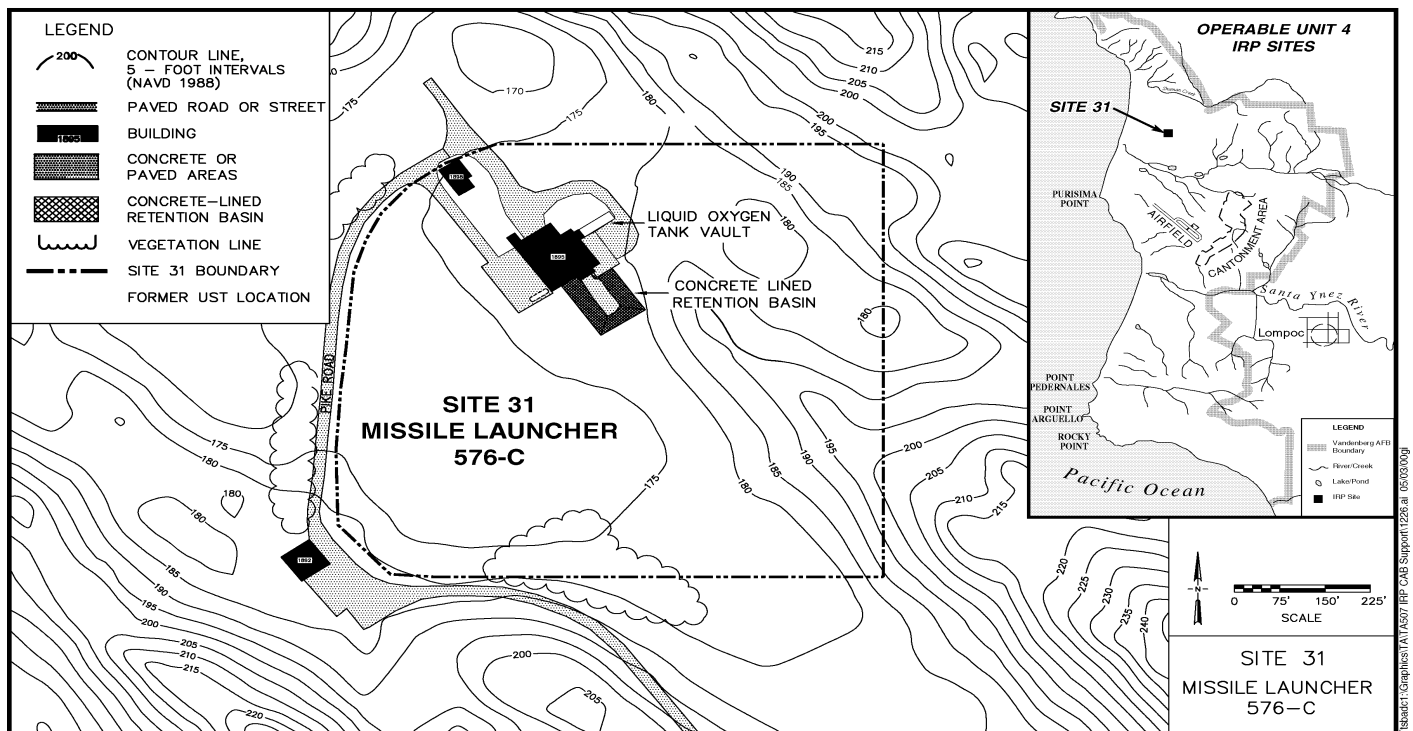 LEGEND
200
CONTOUR LINE,
5 – FOOT INTERVALS
(NAVD 1988)
PAVED ROAD OR STREET
1895
BUILDING
CONCRETE OR
PAVED AREAS
CONCRETE–LINED
RETENTION BASIN
VEGETATION LINE
SITE 31 BOUNDARY
FORMER UST LOCATION
175
170
175
180
215
210
205
200
200
195
190
185
180
180
LIQUID OXYGEN
TANK VAULT
1895
CONCRETE LINED
RETENTION BASIN
PIKE ROAD
SITE 31
MISSILE LAUNCHER
576-C
175
180
180
180
185
190
195
200
205
210
215
220
1892
175
180
185
190
195
200
205
210
215
220
225
230
235
240
200
205
OPERABLE UNIT 4
IRP SITES
SITE 31
PURISIMA
POINT
AIRFIELD
CANTONMENT AREA
Santa Ynez River
Lompoc
POINT
PEDERNALES
POINT
ARGUELLO
ROCKY
POINT
Pacific Ocean
LEGEND
Vandenberg AFB
Boundary
River/Creek
Lake/Pond
IRP Site
N
0 75' 150' 225'
SCALE
SITE 31
MISSILE LAUNCHER
576–C